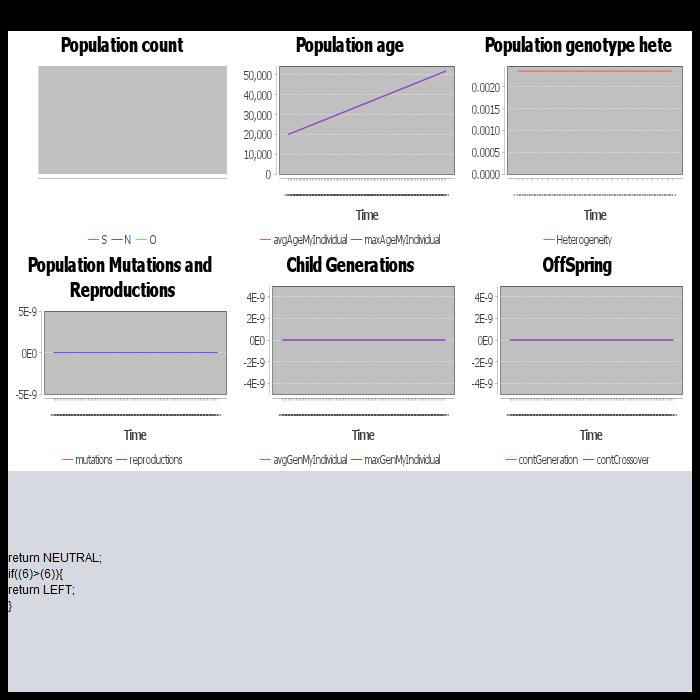 Population count
Population age
Population genotype hete
50,000
40,000
30,000
20,000
10,000
0
0.0020
0.0015
0.0010
0.0005
0.0000
Time
Time
S N O
avgAgeMyIndividual maxAgeMyIndividual
Heterogeneity
Population Mutations and
Reproductions
Child Generations
OffSpring
5E-9
0E0
-5E-9
4E-9
2E-9
0E0
-2E-9
-4E-9
4E-9
2E-9
0E0
-2E-9
-4E-9
Time
Time
Time
mutations reproductions
avgGenMyIndividual maxGenMyIndividual
contGeneration contCrossover
return NEUTRAL;
if((6)>(6)){
return LEFT;
}